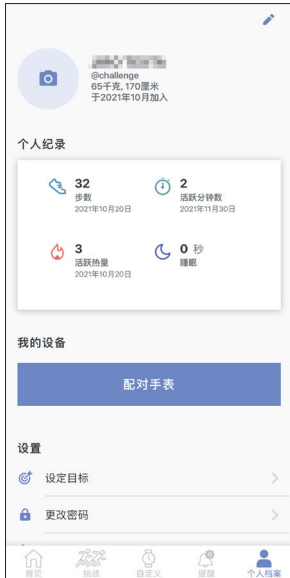 @challenge
65千克, 170厘米
于2021年10月加入
个人纪录
32
步数
2021年10月20日
2
活跃分钟数
2021年11月30日
3
活跃热量
2021年10月20日
0 秒
睡眠
我的设备
配对手表
设置
设定目标
更改密码
首页
挑战
自定义
提醒
个人档案